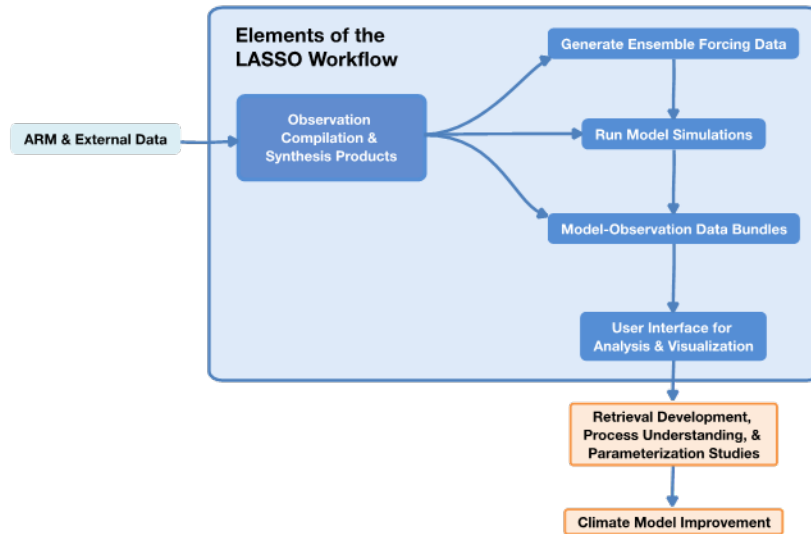 Elements of the
LASSO Workflow
Generate Ensemble Forcing Data
Observation
Compilation &
Synthesis Products
ARM & External Data
Run Model Simulations
Model-Observation Data Bundles
User Interface for
Analysis & Visualization
Retrieval Development,
Process Understanding, &
Parameterization Studies
Climate Model Improvement